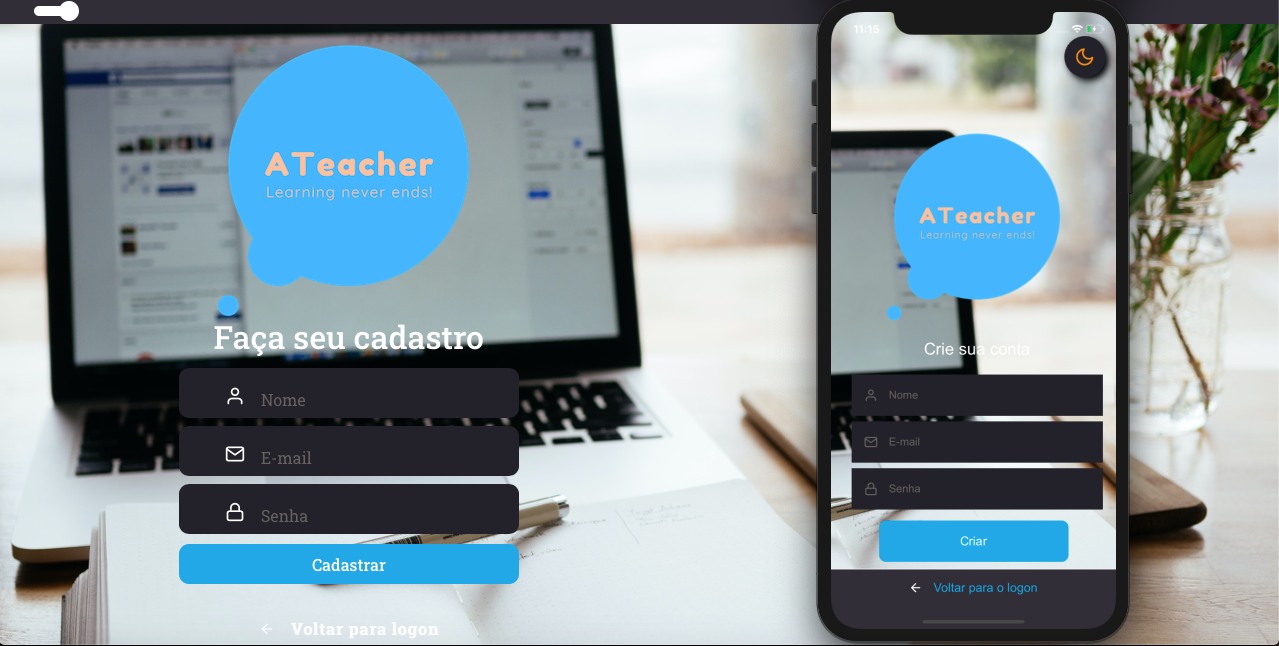 ATeacher
Learning never ends!
Faça seu cadastro
Nome
E-mail
Senha
Cadastrar
Voltar para logon
11:15
ATeacher
Learning never ends!
Crie sua conta
Nome
E-mail
Senha
Criar
Voltar para o logon